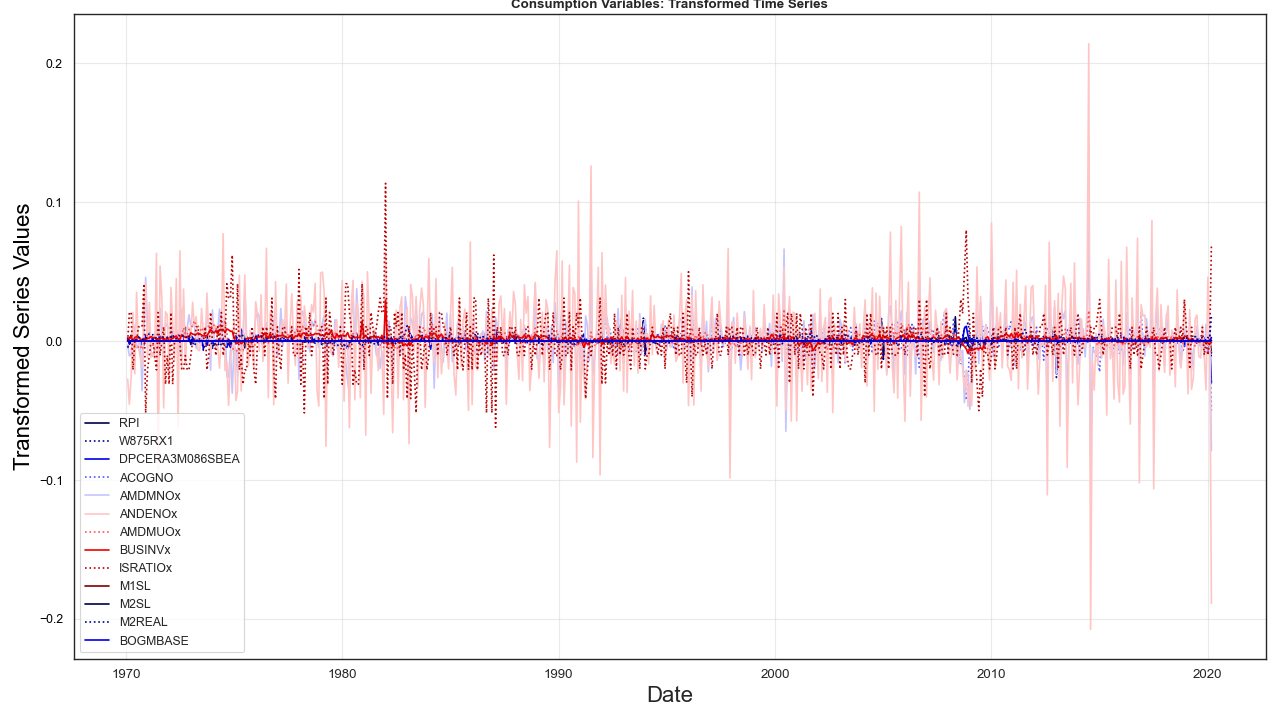 Consumption Variables: Transformed Time Series
Transformed Series Values
0.2
0.1
0.0
−0.1
−0.2
RPI
W875RX1
DPCERA3M086SBEA
ACOGNO
AMDMNOx
ANDENOx
AMDMUOx
BUSINVx
ISRATIOx
M1SL
M2SL
M2REAL
BOGMBASE
1970 1980 1990 2000 2010 2020
Date